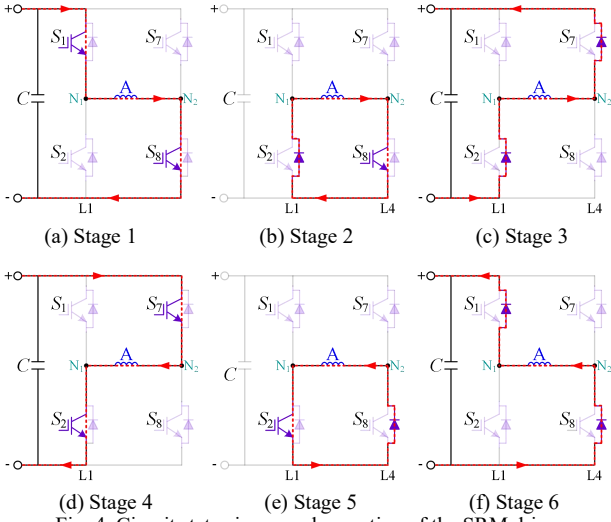 + S1 S7 + S1 S7 + S1 S7
C N1 A N2 C N1 A N2 C N1 A N2
S2 S8 S2 S8 S2 S8
- - -
L1 L1 L4 L1 L4
(a) Stage 1 (b) Stage 2 (c) Stage 3
+ S1 S7 + S1 S7 + S1 S7
C N1 A N2 C N1 A N2 C N1 A N2
S2 S8 S2 S8 S2 S8
- - -
L1 L1 L4 L1 L4
(d) Stage 4 (e) Stage 5 (f) Stage 6